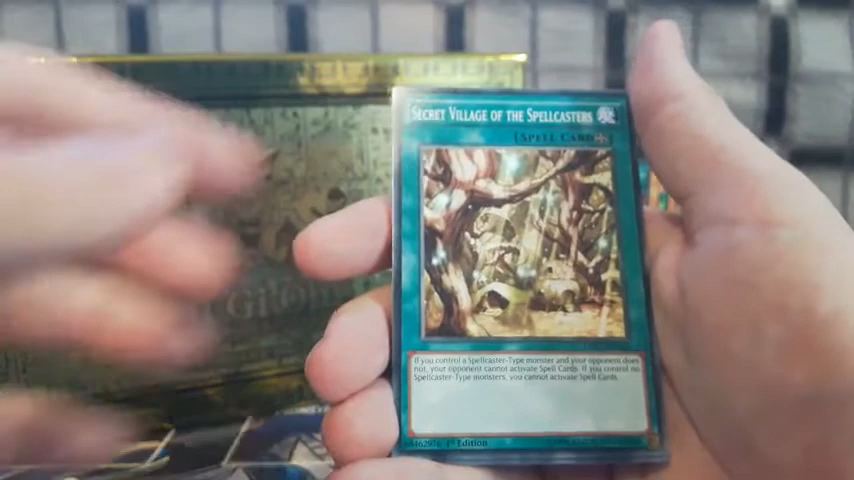 SECRET VILLAGE OF THE SPELLCASTERS
[SPELL CARD
If you control a Spellcaster-Type monster and your opponent does
not, your opponent cannot activate Spell Cards. If you control no
Spellcaster-Type monsters, you cannot activate Spell Cards.
1st Edition